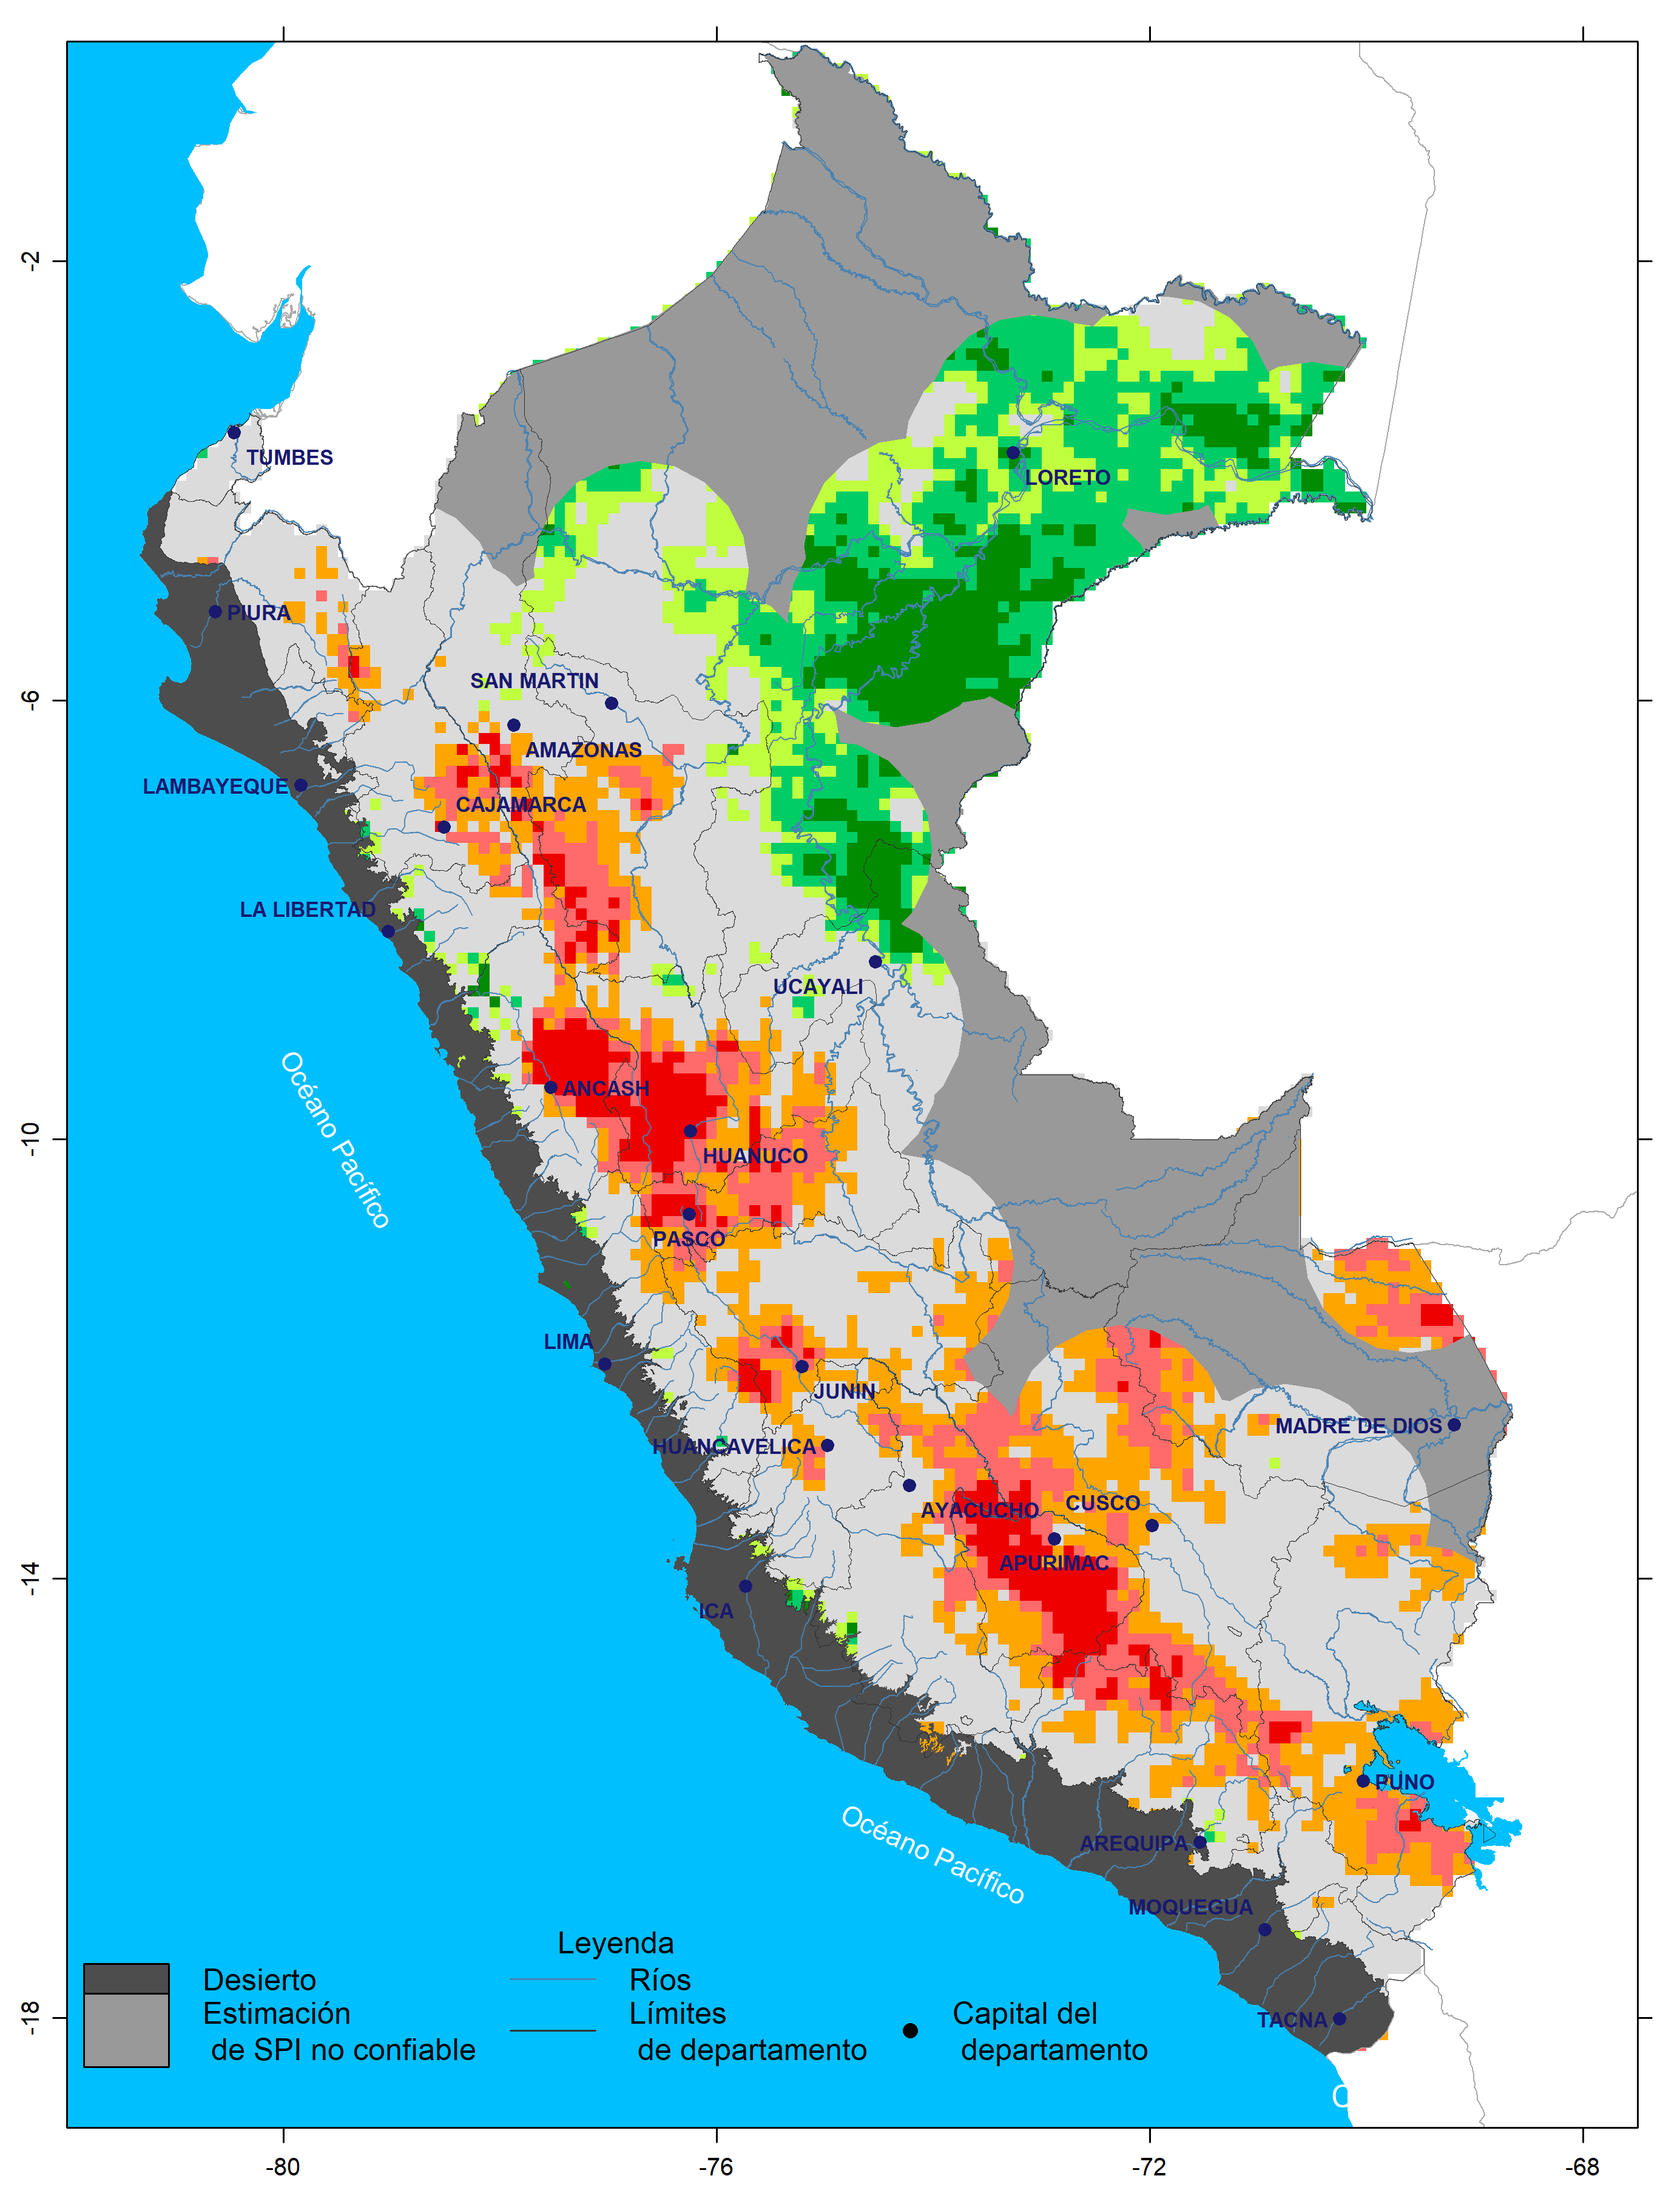 -2
-6
-10
-14
-18
TUMBES
LORETO
PIURA
SAN MARTIN
AMAZONAS
LAMBAYEQUE
CAJAMARCA
LA LIBERTAD
UCAYALI
Océano Pacífico
ANCASH
HUANUCO
PASCO
LIMA
JUNIN
MADRE DE DIOS
HUANCAVELICA
AYACUCHO
CUSCO
APURIMAC
ICA
PUNO
Océano Pacífico
AREQUIPA
MOQUEGUA
TACNA
Leyenda
Desierto
Estimación
de SPI no confiable
Ríos
Límites
de departamento
Capital del
departamento
-80
-76
-72
-68